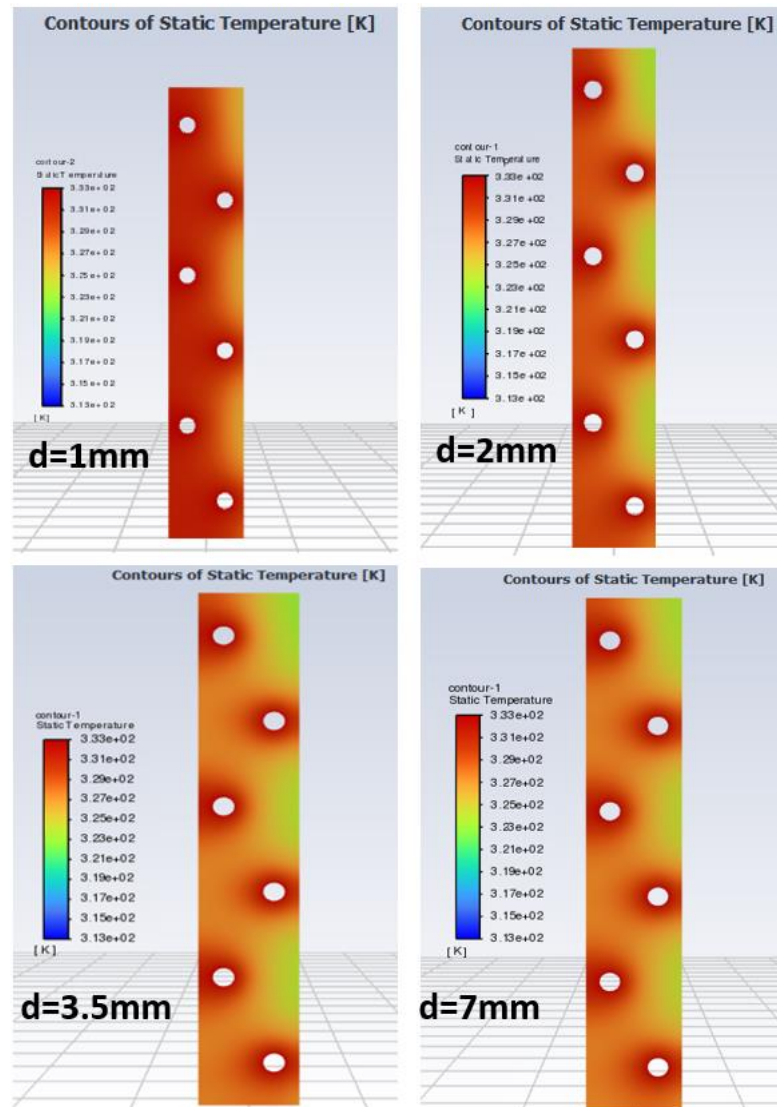 Contours of Static Temperature [K]
contour-2
Static Temperature
3.33e+02
3.31e+02
3.29e+02
3.27e+02
3.25e+02
3.23e+02
3.21e+02
3.19e+02
3.17e+02
3.15e+02
3.13e+02
[K]
d=1mm
Contours of Static Temperature [K]
contour-1
Static Temperature
3.33e+02
3.31e+02
3.29e+02
3.27e+02
3.25e+02
3.23e+02
3.21e+02
3.19e+02
3.17e+02
3.15e+02
3.13e+02
[K]
d=2mm
Contours of Static Temperature [K]
contour-1
Static Temperature
3.33e+02
3.31e+02
3.29e+02
3.27e+02
3.25e+02
3.23e+02
3.21e+02
3.19e+02
3.17e+02
3.15e+02
3.13e+02
[K]
d=3.5mm
Contours of Static Temperature [K]
contour-1
Static Temperature
3.33e+02
3.31e+02
3.29e+02
3.27e+02
3.25e+02
3.23e+02
3.21e+02
3.19e+02
3.17e+02
3.15e+02
3.13e+02
[K]
d=7mm